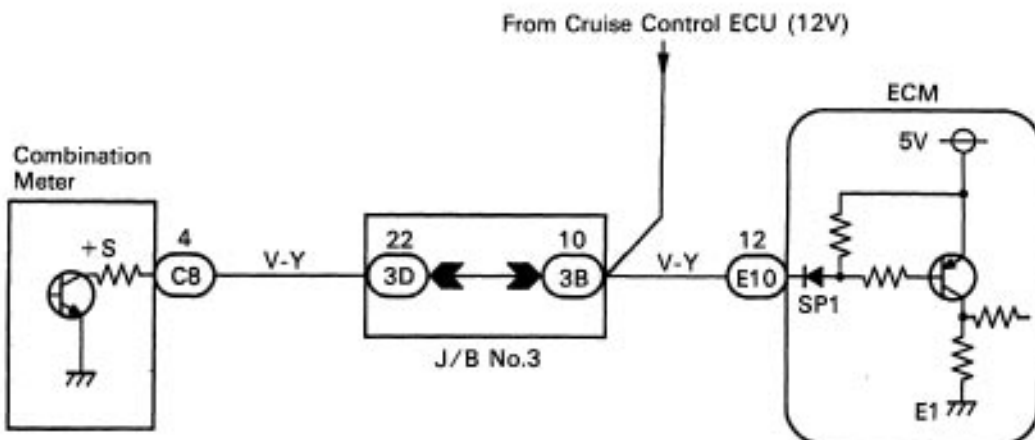 From Cruise Control ECU (12V)
ECM
5V
Combination
Meter
+S
4
C8
V-Y
22
3D
10
3B
V-Y
12
E10
SP1
J/B No.3
E1